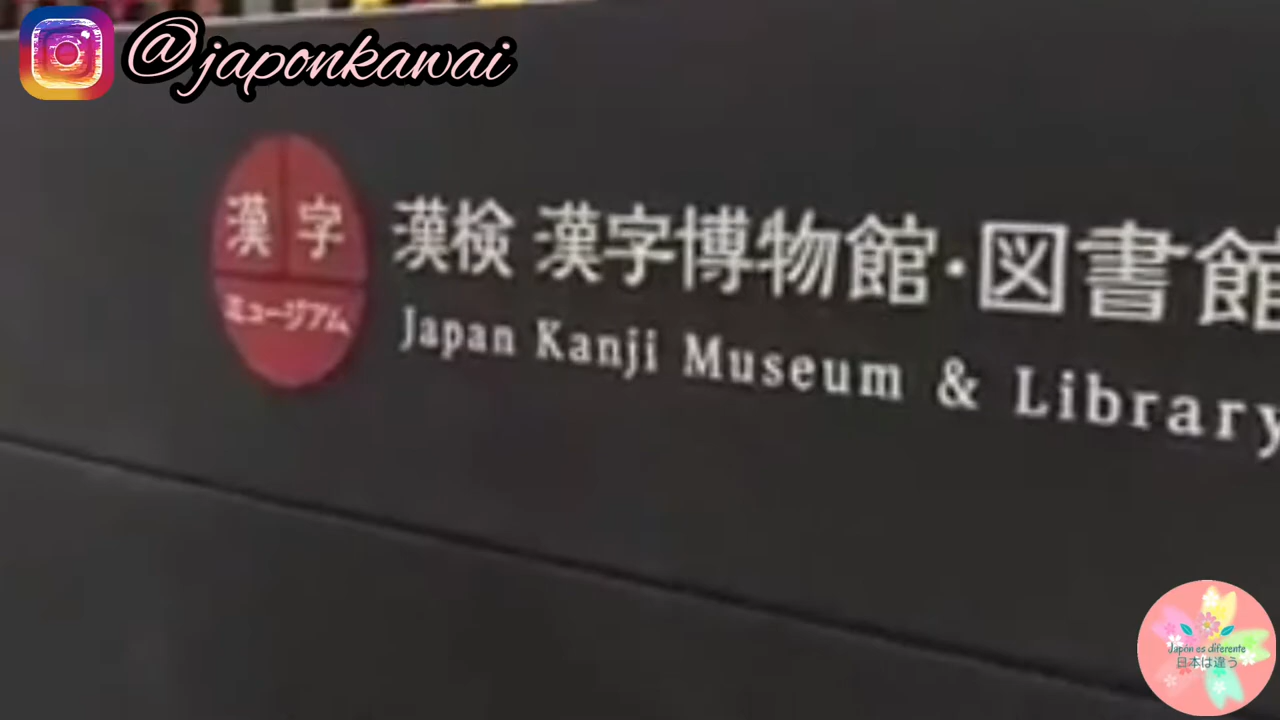 @japonkawai
漢字
ミュージアム
漢検 漢字博物館・図書館
Japan Kanji Museum & Library
Japón es diferente
日本は違う